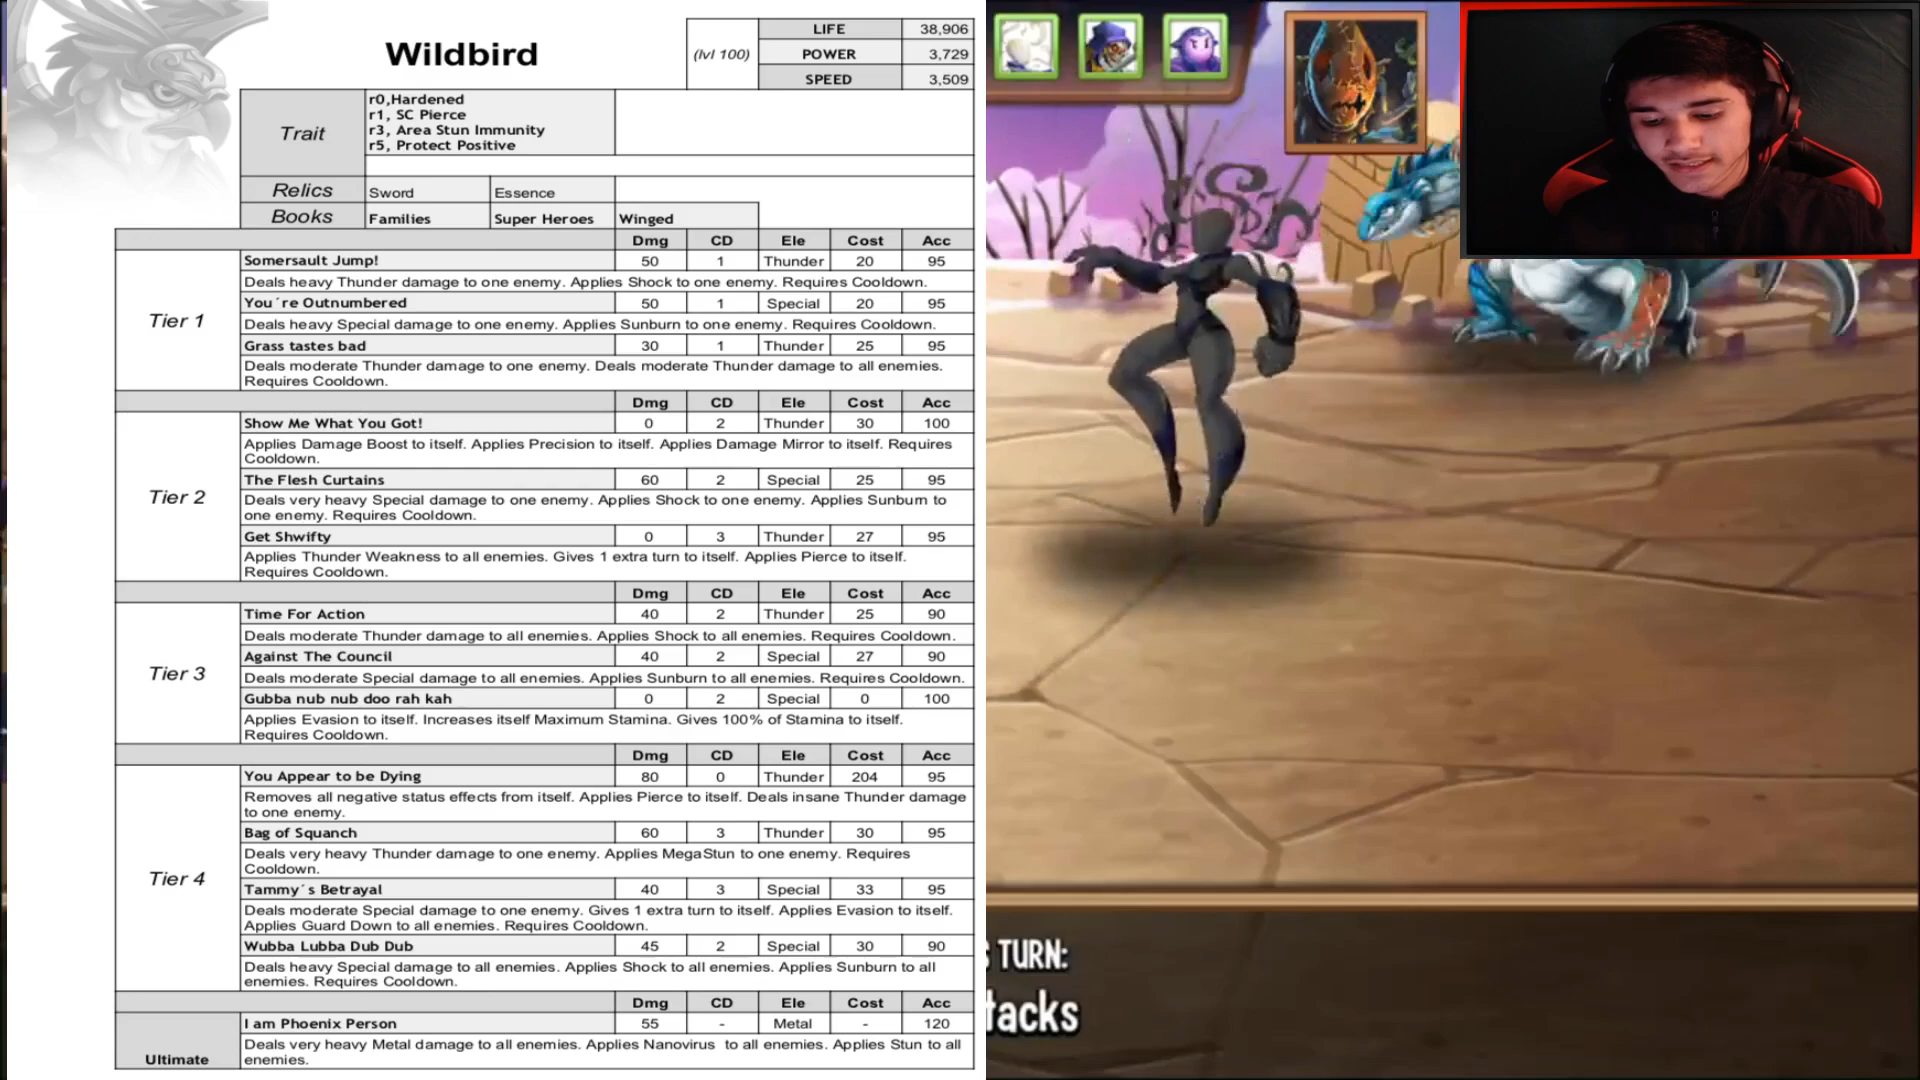 Wildbird
(lvl 100)
LIFE 38,906
POWER 3,729
SPEED 3,509
Trait
r0,Hardened
r1, SC Pierce
r3, Area Stun Immunity
r5, Protect Positive
Relics Sword Essence
Books Families Super Heroes Winged
Dmg CD Ele Cost Acc
Tier 1
Somersault Jump! 50 1 Thunder 20 95
Deals heavy Thunder damage to one enemy. Applies Shock to one enemy. Requires Cooldown.
You´re Outnumbered 50 1 Special 20 95
Deals heavy Special damage to one enemy. Applies Sunburn to one enemy. Requires Cooldown.
Grass tastes bad 30 1 Thunder 25 95
Deals moderate Thunder damage to one enemy. Deals moderate Thunder damage to all enemies.
Requires Cooldown.
Dmg CD Ele Cost Acc
Tier 2
Show Me What You Got! 0 2 Thunder 30 100
Applies Damage Boost to itself. Applies Precision to itself. Applies Damage Mirror to itself. Requires
Cooldown.
The Flesh Curtains 60 2 Special 25 95
Deals very heavy Special damage to one enemy. Applies Shock to one enemy. Applies Sunburn to
one enemy. Requires Cooldown.
Get Shwifty 0 3 Thunder 27 95
Applies Thunder Weakness to all enemies. Gives 1 extra turn to itself. Applies Pierce to itself.
Requires Cooldown.
Dmg CD Ele Cost Acc
Tier 3
Time For Action 40 2 Thunder 25 90
Deals moderate Thunder damage to all enemies. Applies Shock to all enemies. Requires Cooldown.
Against The Council 40 2 Special 27 90
Deals moderate Special damage to all enemies. Applies Sunburn to all enemies. Requires Cooldown.
Gubba nub nub doo rah kah 0 2 Special 0 100
Applies Evasion to itself. Increases itself Maximum Stamina. Gives 100% of Stamina to itself.
Requires Cooldown.
Dmg CD Ele Cost Acc
Tier 4
You Appear to be Dying 80 0 Thunder 204 95
Removes all negative status effects from itself. Applies Pierce to itself. Deals insane Thunder damage
to one enemy.
Bag of Squanch 60 3 Thunder 30 95
Deals very heavy Thunder damage to one enemy. Applies MegaStun to one enemy. Requires
Cooldown.
Tammy´s Betrayal 40 3 Special 33 95
Deals moderate Special damage to one enemy. Gives 1 extra turn to itself. Applies Evasion to itself.
Applies Guard Down to all enemies. Requires Cooldown.
Wubba Lubba Dub Dub 45 2 Special 30 90
Deals heavy Special damage to all enemies. Applies Shock to all enemies. Applies Sunburn to all
enemies. Requires Cooldown.
Dmg CD Ele Cost Acc
Ultimate
I am Phoenix Person 55 - Metal - 120
Deals very heavy Metal damage to all enemies. Applies Nanovirus to all enemies. Applies Stun to all
enemies.
TURN:
tacks